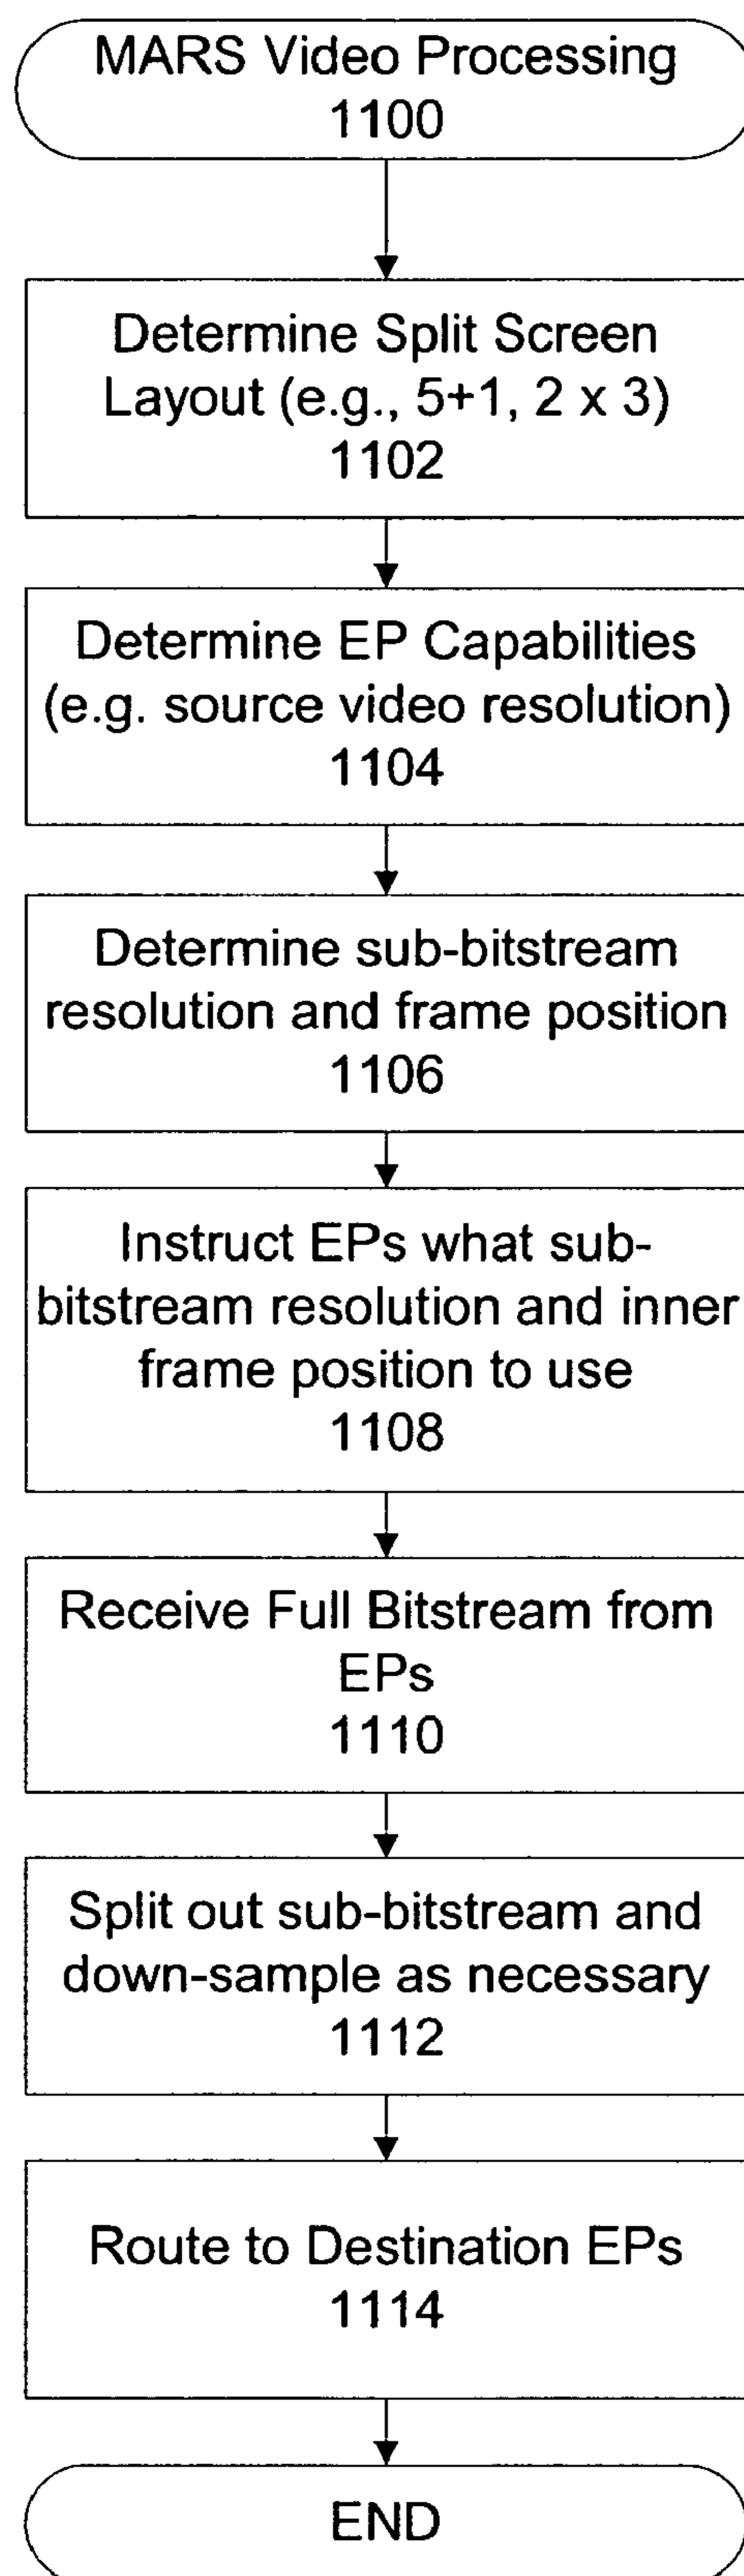 MARS Video Processing
1100
Determine Split Screen
Layout (e.g., 5+1, 2 x 3)
1102
Determine EP Capabilities
(e.g. source video resolution)
1104
Determine sub-bitstream
resolution and frame position
1106
Instruct EPs what sub-
bitstream resolution and inner
frame position to use
1108
Receive Full Bitstream from
EPs
1110
Split out sub-bitstream and
down-sample as necessary
1112
Route to Destination EPs
1114
END